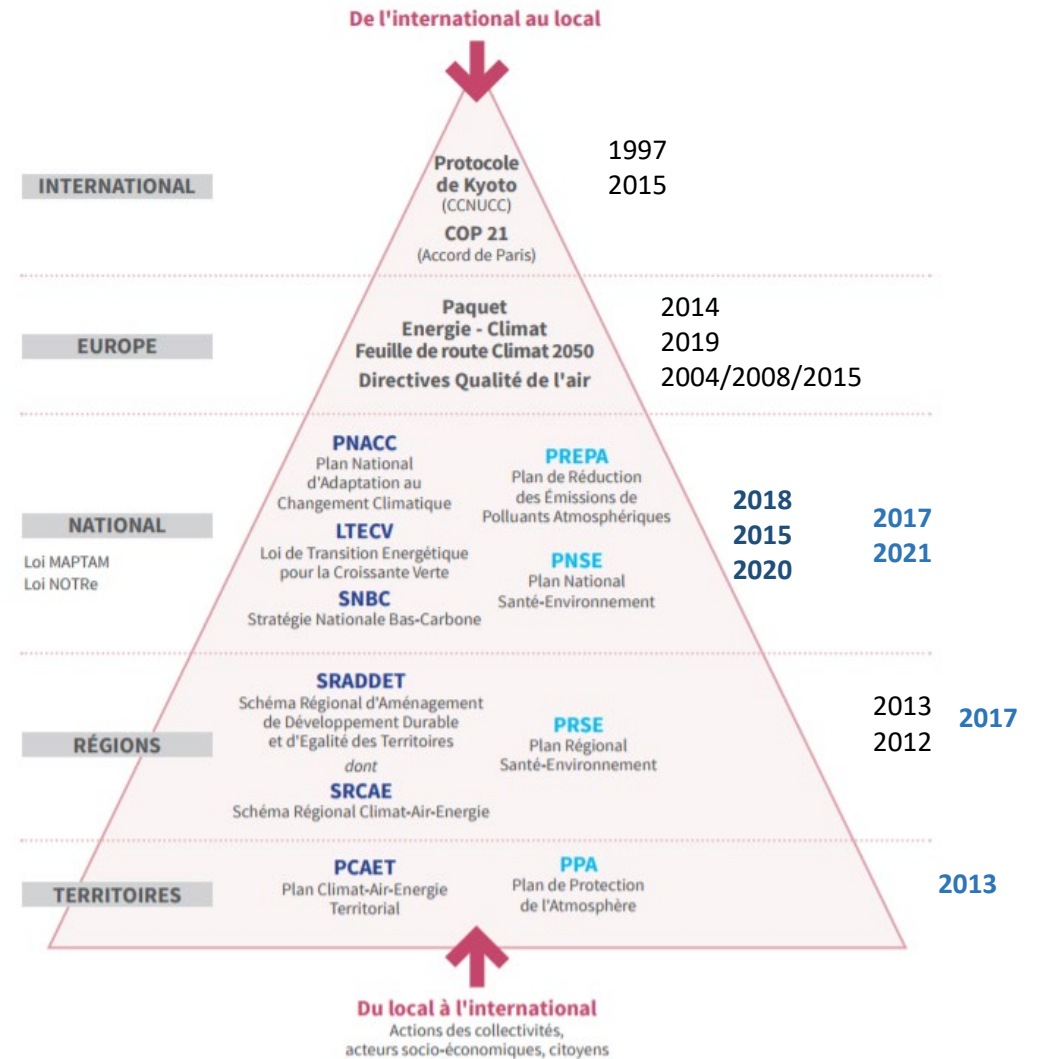 De l'international au local
INTERNATIONAL
Protocole
de Kyoto
(CCNUCC)
COP 21
(Accord de Paris)
1997
2015
EUROPE
Paquet
Energie - Climat
Feuille de route Climat 2050
Directives Qualité de l'air
2014
2019
2004/2008/2015
NATIONAL
Loi MAPTAM
Loi NOTRe
PNACC
Plan National
d'Adaptation au
Changement Climatique
LTECV
Loi de Transition Energétique
pour la Croissante Verte
SNBC
Stratégie Nationale Bas-Carbone
PREPA
Plan de Réduction
des Émissions de
Polluants Atmosphériques
PNSE
Plan National
Santé-Environnement
2018
2015
2020
2017
2021
RÉGIONS
SRADDET
Schéma Régional d'Aménagement
de Développement Durable
et d'Egalité des Territoires
dont
SRCAE
Schéma Régional Climat-Air-Energie
PRSE
Plan Régional
Santé-Environnement
2013
2012
2017
TERRITOIRES
PCAET
Plan Climat-Air-Energie
Territorial
PPA
Plan de Protection
de l'Atmosphère
2013
Du local à l'international
Actions des collectivités,
acteurs socio-économiques, citoyens